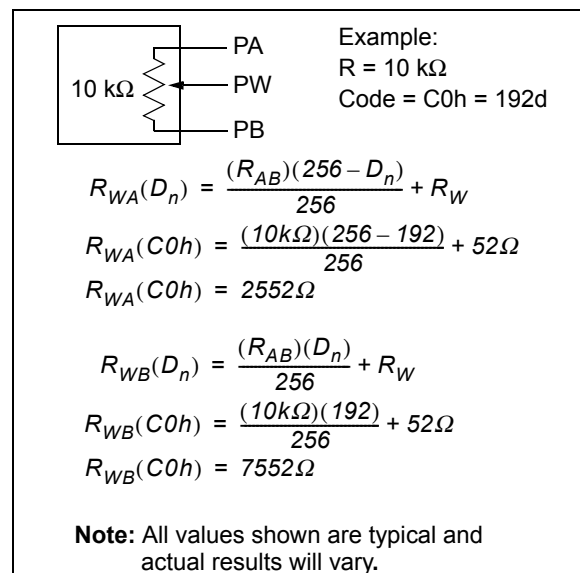 PA
Example:
R = 10 kΩ
10 kΩ
PW
Code = C0h = 192d
PB
R_WA(D_n) = (R_AB)(256 – D_n) / 256 + R_W
R_WA(C0h) = (10kΩ)(256 – 192) / 256 + 52Ω
R_WA(C0h) = 2552Ω
R_WB(D_n) = (R_AB)(D_n) / 256 + R_W
R_WB(C0h) = (10kΩ)(192) / 256 + 52Ω
R_WB(C0h) = 7552Ω
Note: All values shown are typical and
actual results will vary.